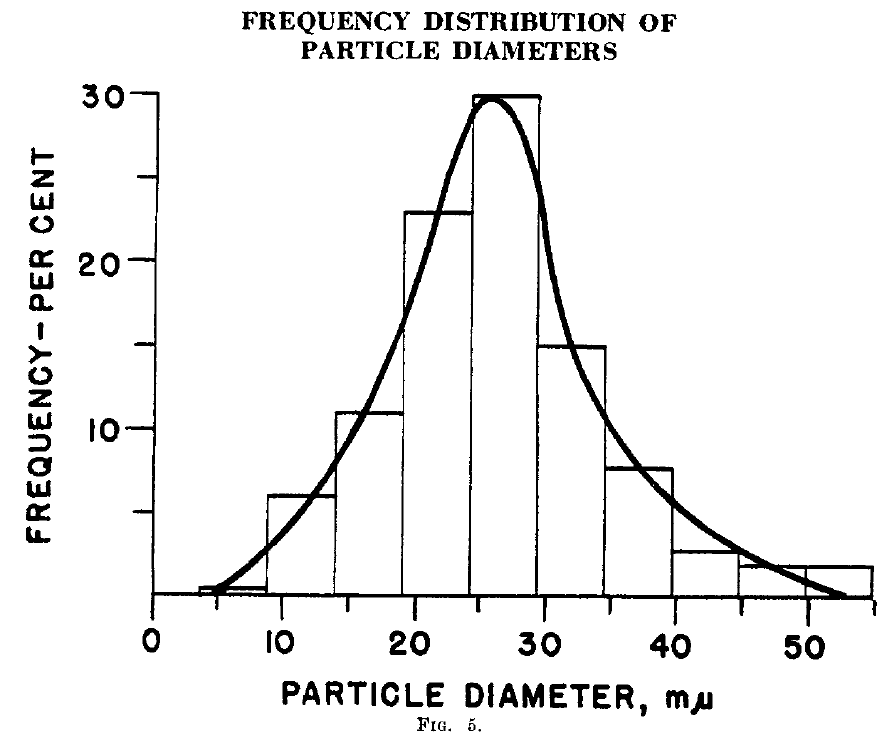 FREQUENCY DISTRIBUTION OF
PARTICLE DIAMETERS
30
20
10
FREQUENCY-PER CENT
0 10 20 30 40 50
PARTICLE DIAMETER, mμ
FIG. 5.